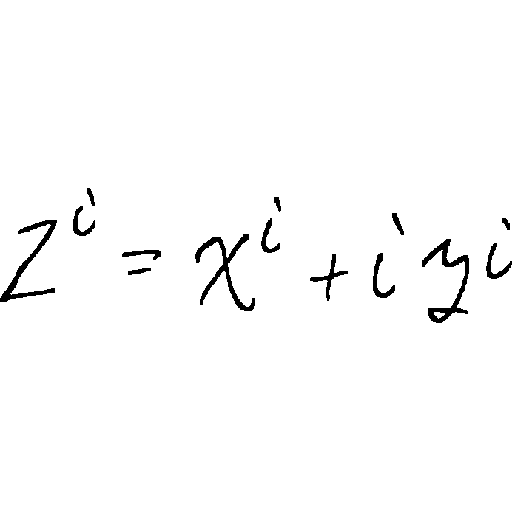 z^i = x^i + i y^i